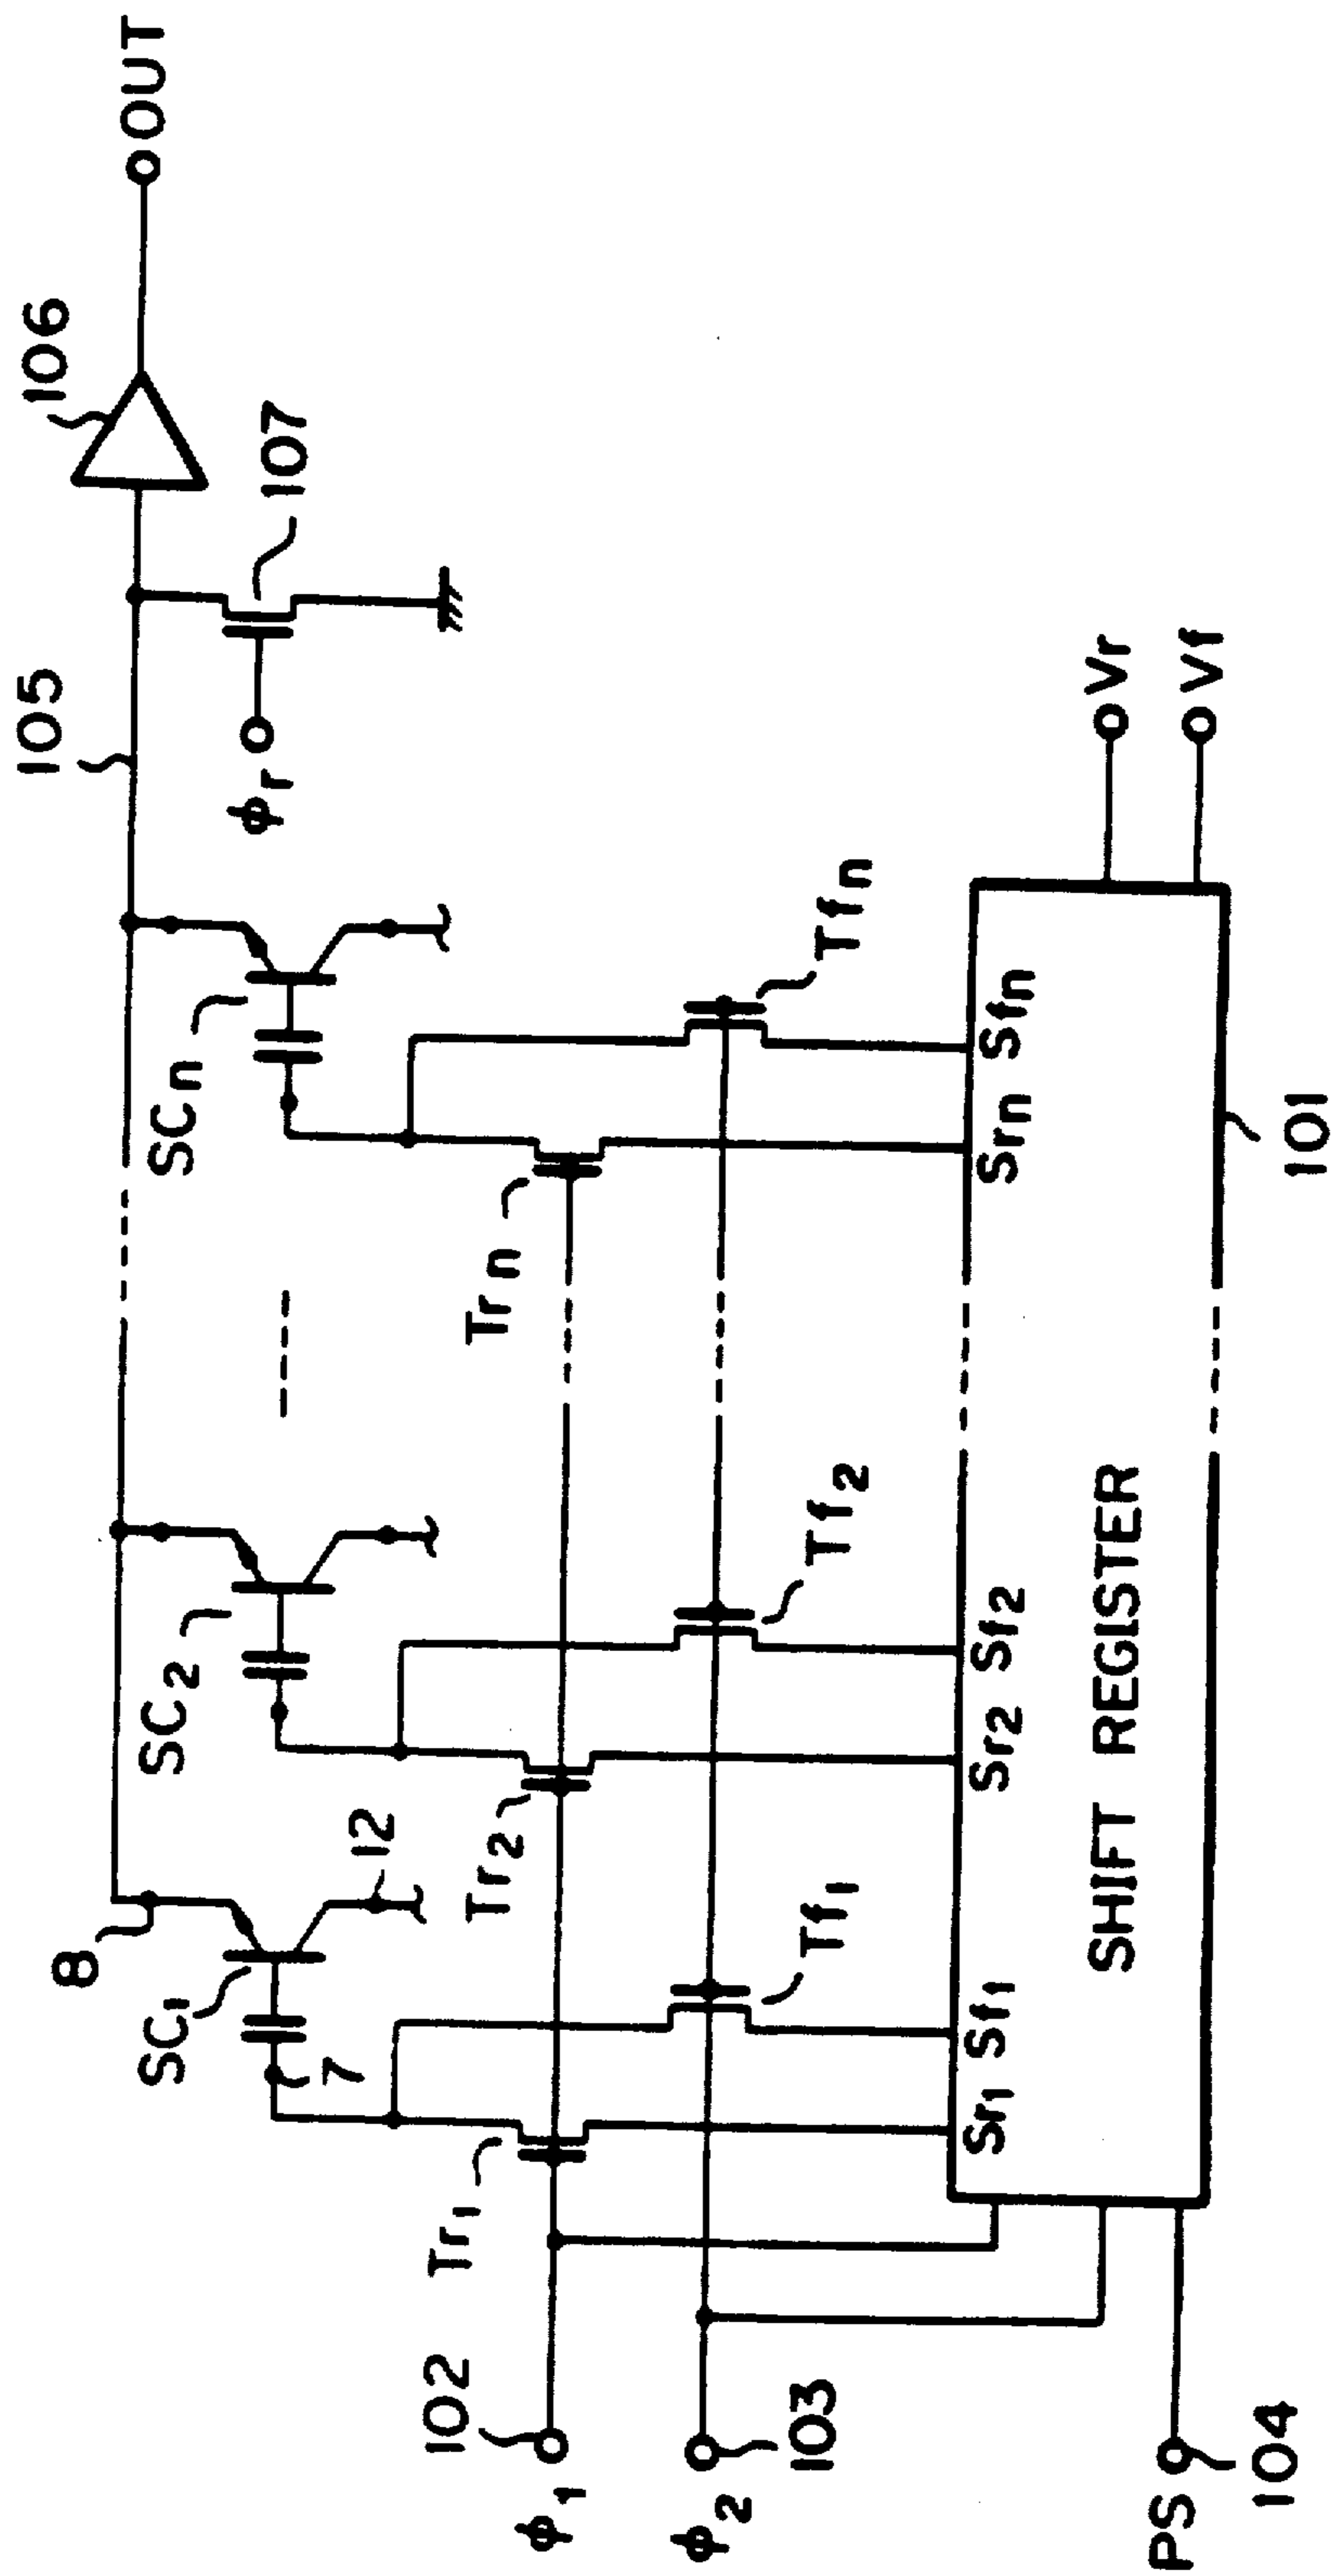 106
OUT
105
107
ϕr
8
SC1
SC2
SCn
12
7
Tr1
Tr2
Trn
Tf1
Tf2
Tfn
102
ϕ1
103
ϕ2
Sr1
Sf1
Sr2
Sf2
Srn
Sfn
SHIFT REGISTER
Vr
Vf
PS
104
101